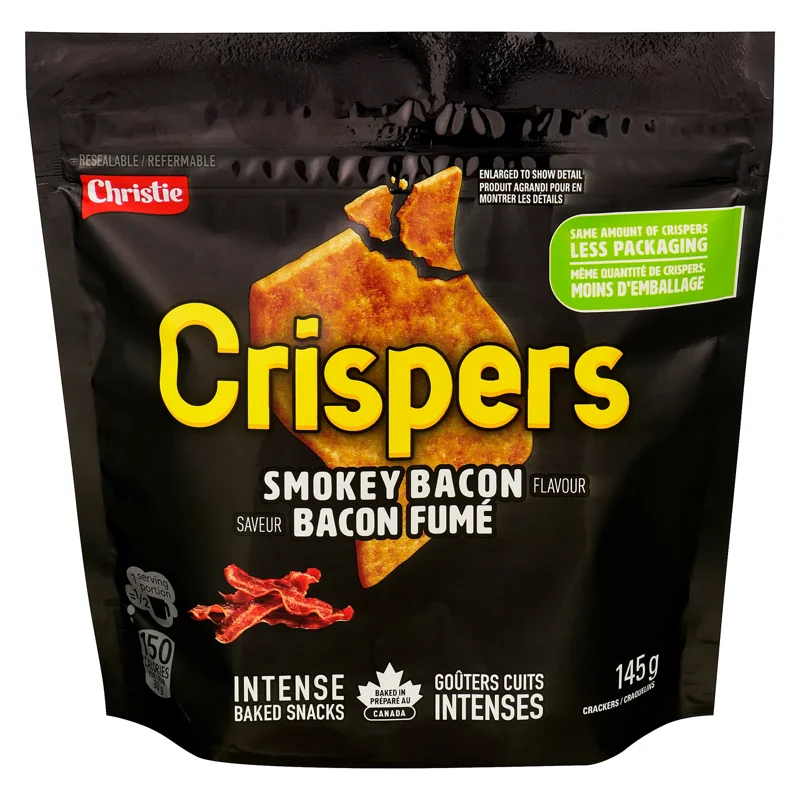 RESEALABLE / REFERMABLE
Christie
ENLARGED TO SHOW DETAIL
PRODUIT AGRANDI POUR EN
MONTRER LES DÉTAILS
SAME AMOUNT OF CRISPERS
LESS PACKAGING
MÊME QUANTITÉ DE CRISPERS,
MOINS D'EMBALLAGE
Crispers
SMOKEY BACON FLAVOUR
SAVEUR BACON FUMÉ
1 serving
portion
=1/2
150
CALORIES
INTENSE
BAKED SNACKS
BAKED IN
PRÉPARÉ AU
CANADA
GOÛTERS CUITS
INTENSES
145 g
CRACKERS / CRAQUELINS